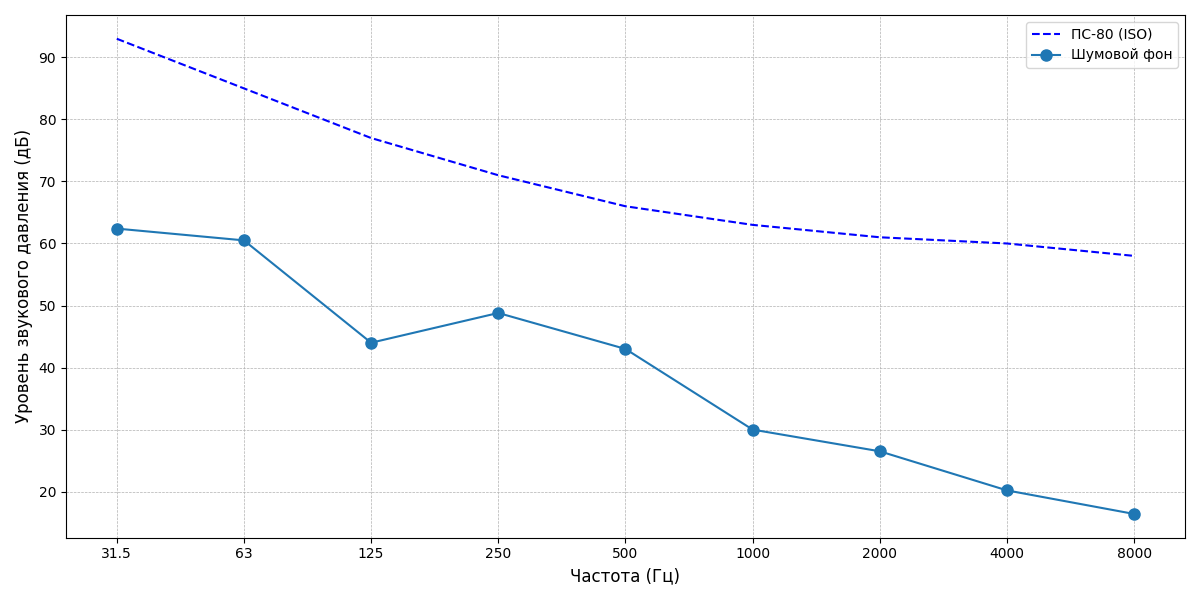 ПС-80 (ISO)
Шумовой фон
Уровень звукового давления (дБ)
90
80
70
60
50
40
30
20
31.5 63 125 250 500 1000 2000 4000 8000
Частота (Гц)